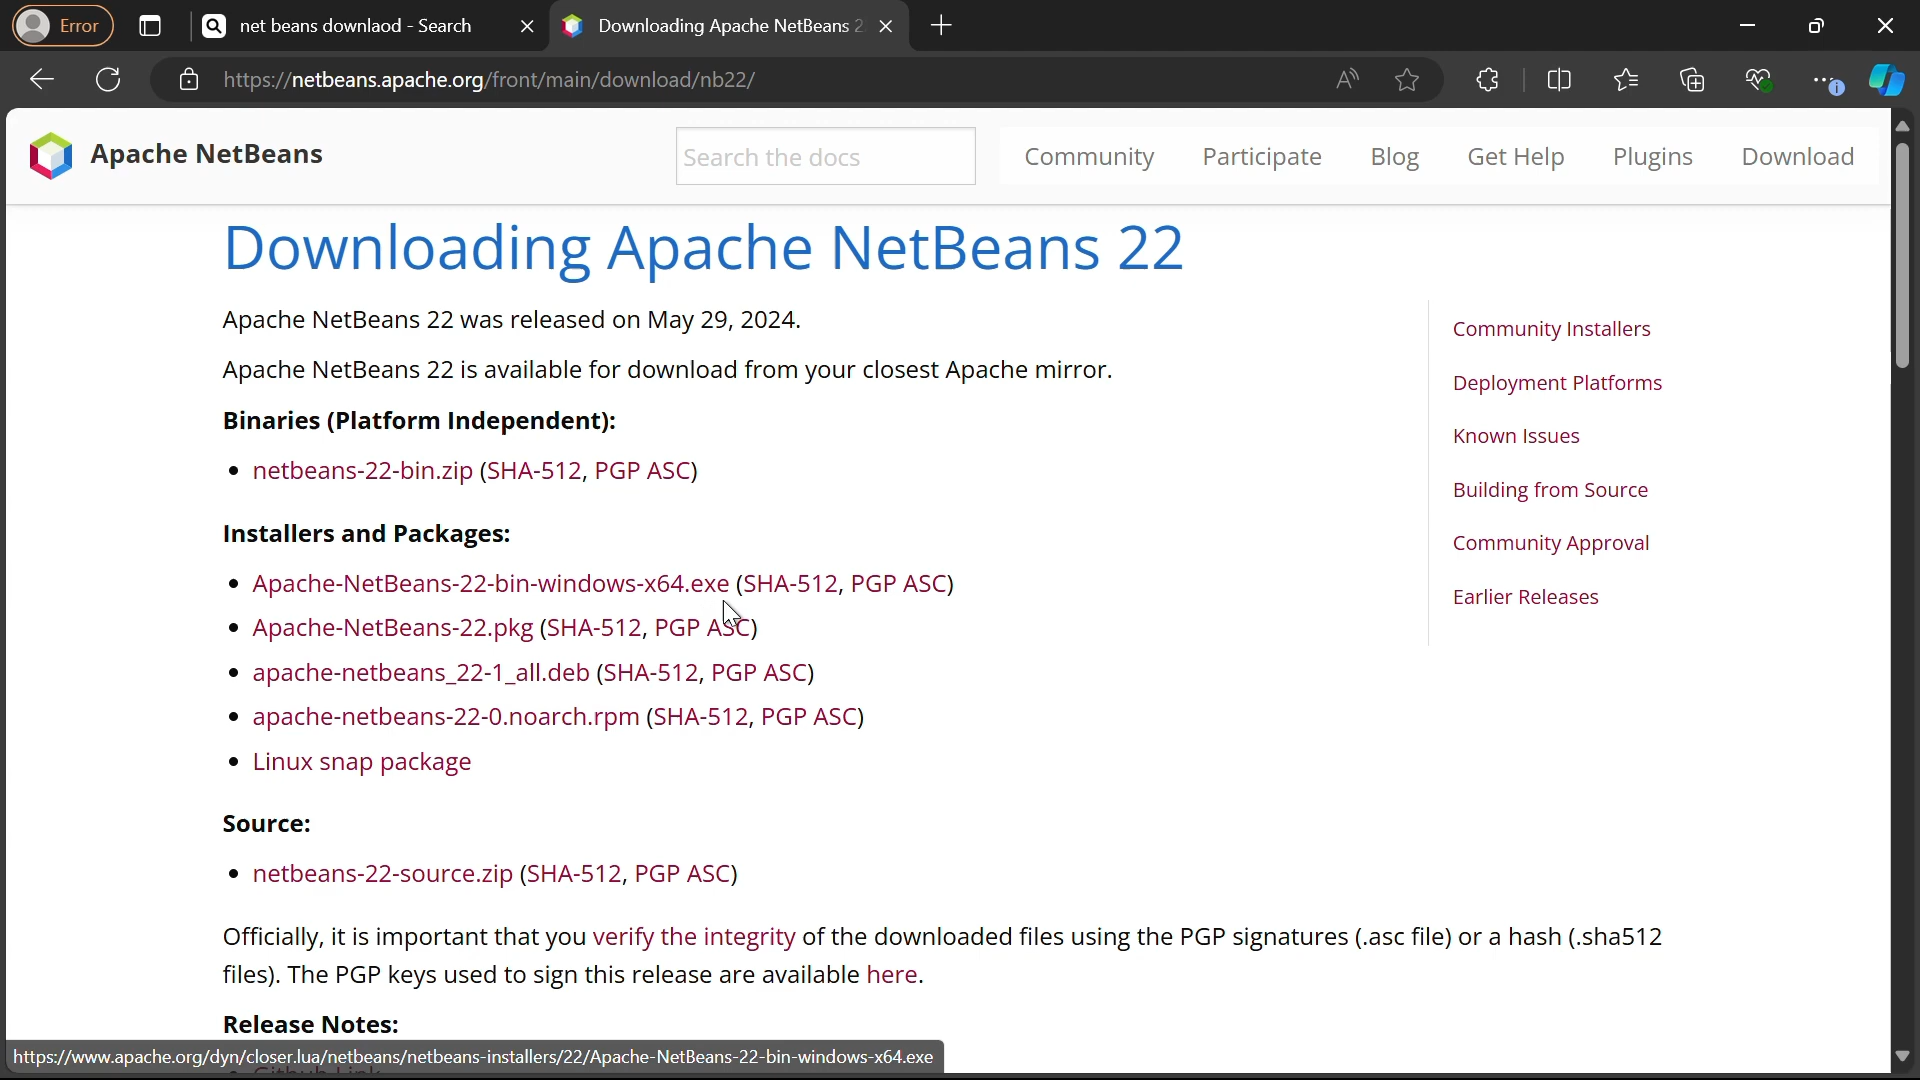 Error
net beans downlaod - Search
Downloading Apache NetBeans 2
https://netbeans.apache.org/front/main/download/nb22/
Apache NetBeans
Search the docs
Community
Participate
Blog
Get Help
Plugins
Download
Downloading Apache NetBeans 22
Apache NetBeans 22 was released on May 29, 2024.
Apache NetBeans 22 is available for download from your closest Apache mirror.
Binaries (Platform Independent):
• netbeans-22-bin.zip (SHA-512, PGP ASC)
Installers and Packages:
• Apache-NetBeans-22-bin-windows-x64.exe (SHA-512, PGP ASC)
• Apache-NetBeans-22.pkg (SHA-512, PGP ASC)
• apache-netbeans_22-1_all.deb (SHA-512, PGP ASC)
• apache-netbeans-22-0.noarch.rpm (SHA-512, PGP ASC)
• Linux snap package
Source:
• netbeans-22-source.zip (SHA-512, PGP ASC)
Officially, it is important that you verify the integrity of the downloaded files using the PGP signatures (.asc file) or a hash (.sha512
files). The PGP keys used to sign this release are available here.
Release Notes:
Community Installers
Deployment Platforms
Known Issues
Building from Source
Community Approval
Earlier Releases
https://www.apache.org/dyn/closer.lua/netbeans/netbeans-installers/22/Apache-NetBeans-22-bin-windows-x64.exe